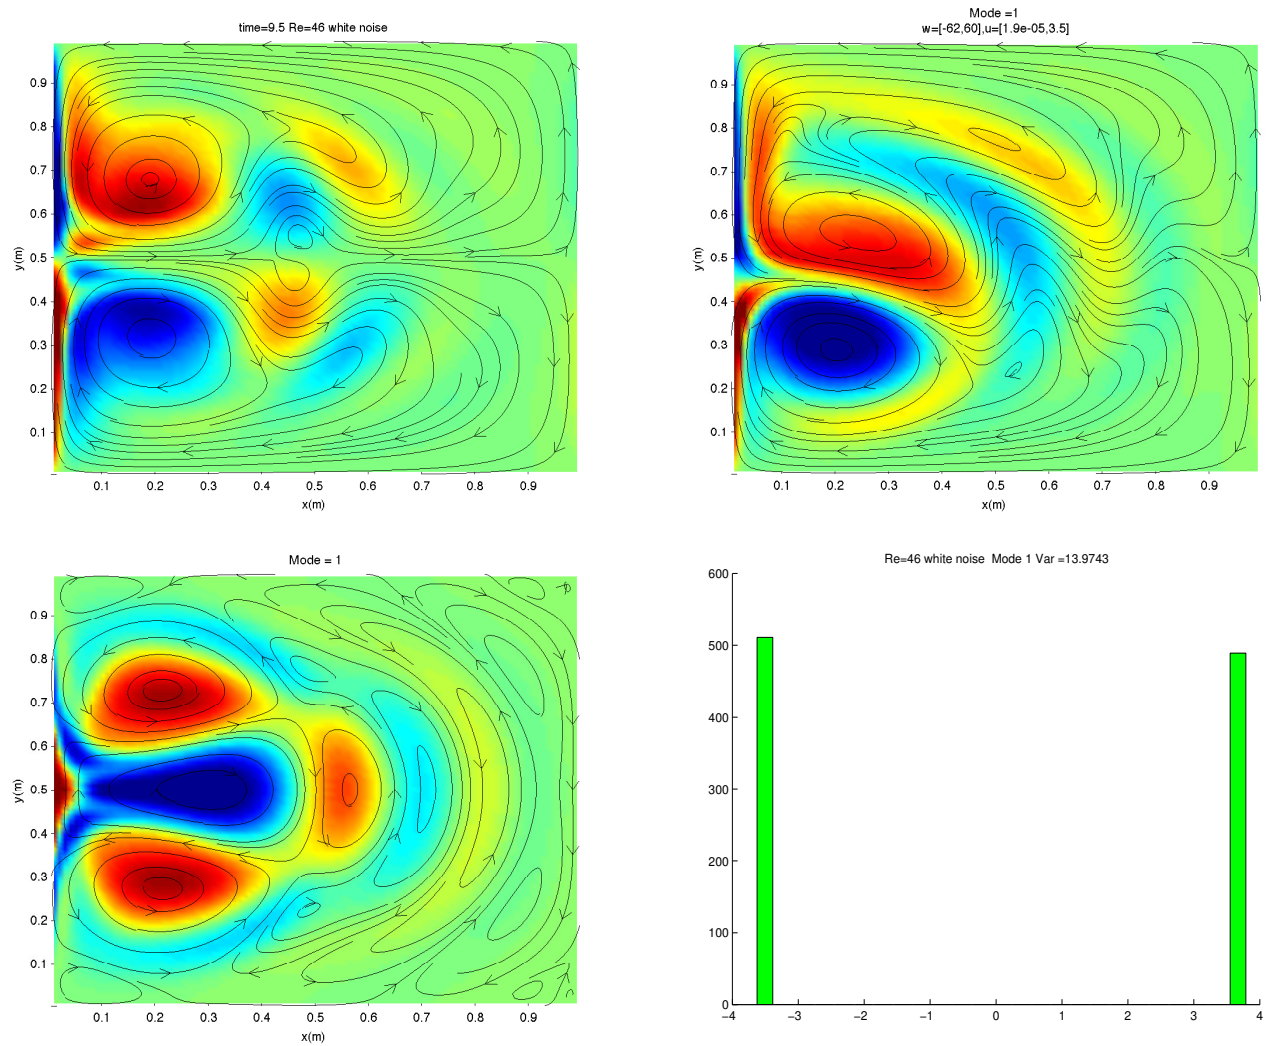 time=9.5 Re=46 white noise
0.9
0.8
0.7
0.6
0.5
0.4
0.3
0.2
0.1
y(m)
0.1 0.2 0.3 0.4 0.5 0.6 0.7 0.8 0.9
x(m)
Mode =1
w=[-62,60],u=[1.9e-05,3.5]
0.9
0.8
0.7
0.6
0.5
0.4
0.3
0.2
0.1
y(m)
0.1 0.2 0.3 0.4 0.5 0.6 0.7 0.8 0.9
x(m)
Mode = 1
0.9
0.8
0.7
0.6
0.5
0.4
0.3
0.2
0.1
y(m)
0.1 0.2 0.3 0.4 0.5 0.6 0.7 0.8 0.9
x(m)
Re=46 white noise Mode 1 Var =13.9743
600
500
400
300
200
100
0
−4 −3 −2 −1 0 1 2 3 4